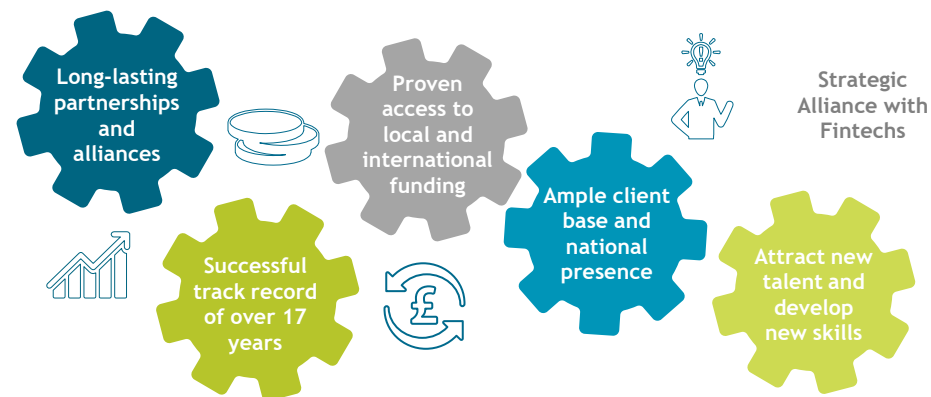 Long-lasting
partnerships
and
alliances
Successful
track record
of over 17
years
Proven
access to
local and
international
funding
£
Ample client
base and
national
presence
Strategic
Alliance with
Fintechs
Attract new
talent and
develop
new skills